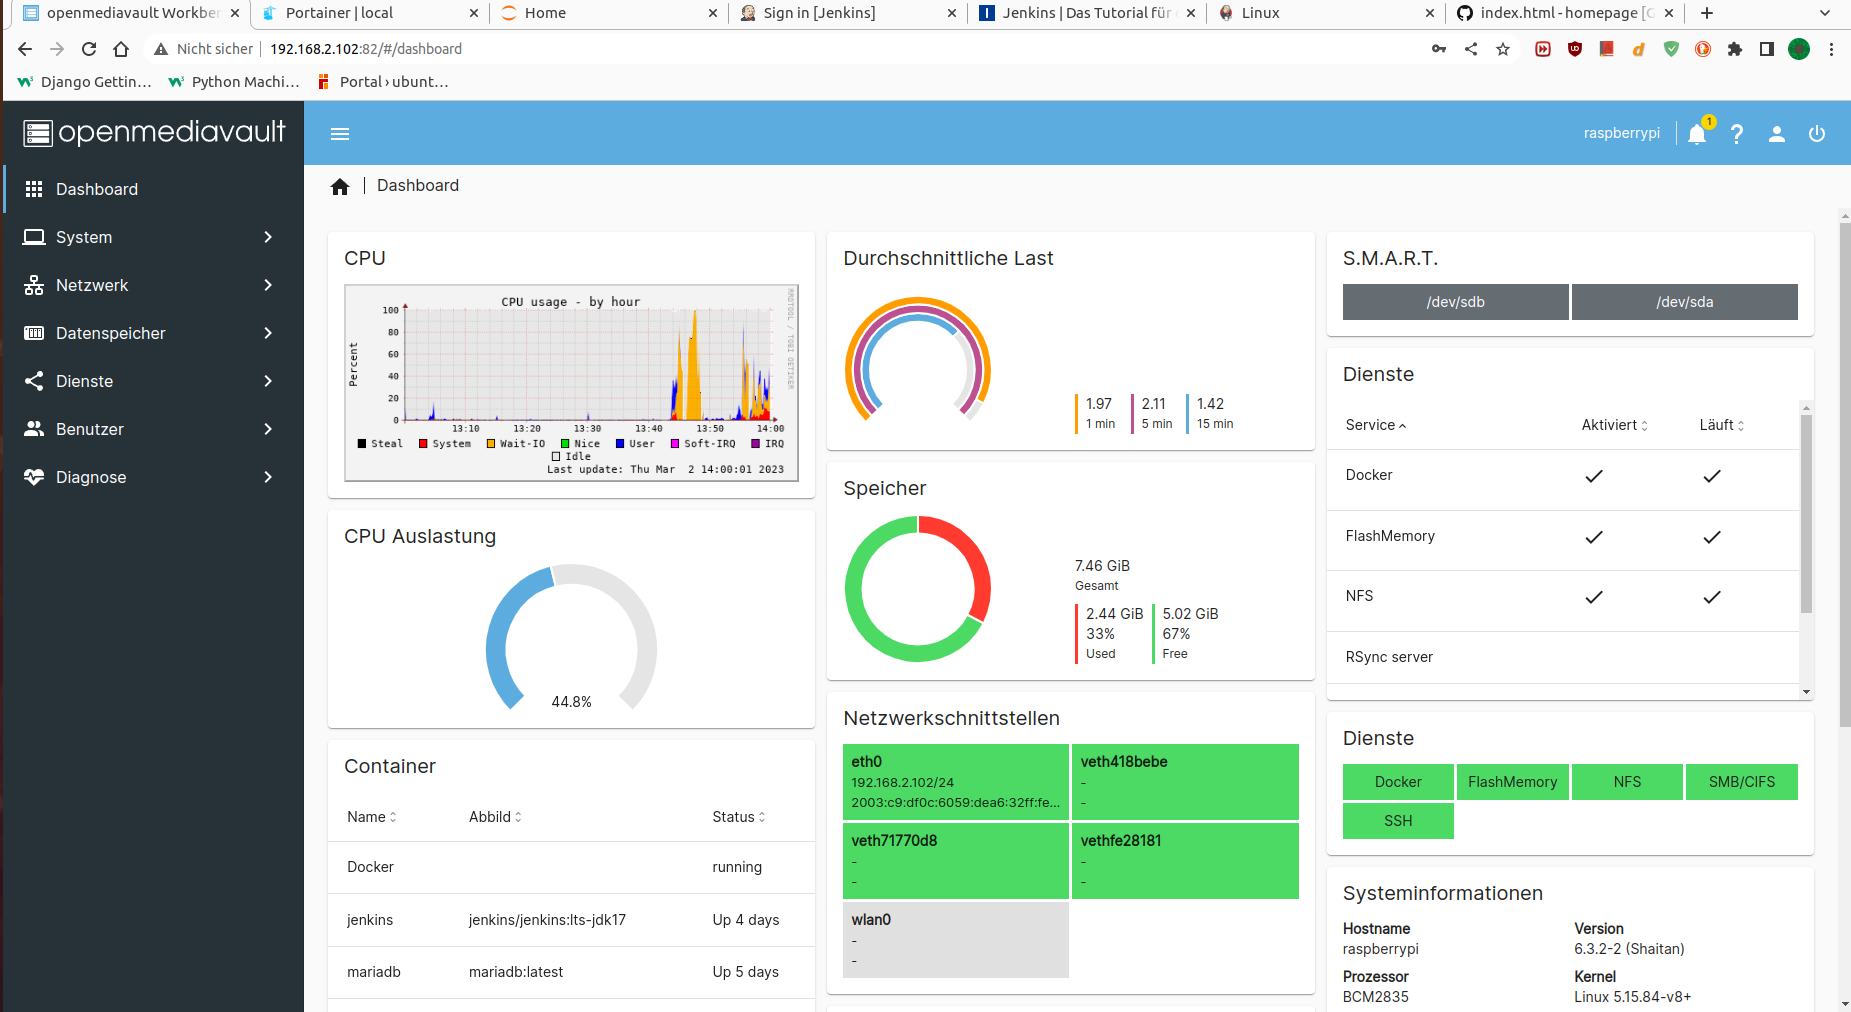 openmediavault Workber
Portainer | local
Home
Sign in [Jenkins]
Jenkins | Das Tutorial für
Linux
index.html - homepage [G
Nicht sicher
192.168.2.102:82/#/dashboard
Django Gettin...
Python Machi...
Portal › ubunt...
openmediavault
raspberrypi
1
Dashboard
System
Netzwerk
Datenspeicher
Dienste
Benutzer
Diagnose
Dashboard
CPU
CPU usage - by hour
RRDTOOL / TOBI OETIKER
Percent
100
80
60
40
20
0
13:10 13:20 13:30 13:40 13:50 14:00
Steal System Wait-IO Nice User Soft-IRQ IRQ
Idle
Last update: Thu Mar 2 14:00:01 2023
CPU Auslastung
44.8%
Container
Name Abbild Status
Docker running
jenkins jenkins/jenkins:lts-jdk17 Up 4 days
mariadb mariadb:latest Up 5 days
Durchschnittliche Last
1.97 2.11 1.42
1 min 5 min 15 min
Speicher
7.46 GiB
Gesamt
2.44 GiB 5.02 GiB
33% 67%
Used Free
Netzwerkschnittstellen
eth0
192.168.2.102/24
2003:c9:df0c:6059:dea6:32ff:fe...
veth418bebe
-
-
veth71770d8
-
-
vethfe28181
-
-
wlan0
-
-
S.M.A.R.T.
/dev/sdb /dev/sda
Dienste
Service Aktiviert Läuft
Docker
FlashMemory
NFS
RSync server
Dienste
Docker FlashMemory NFS SMB/CIFS
SSH
Systeminformationen
Hostname Version
raspberrypi 6.3.2-2 (Shaitan)
Prozessor Kernel
BCM2835 Linux 5.15.84-v8+